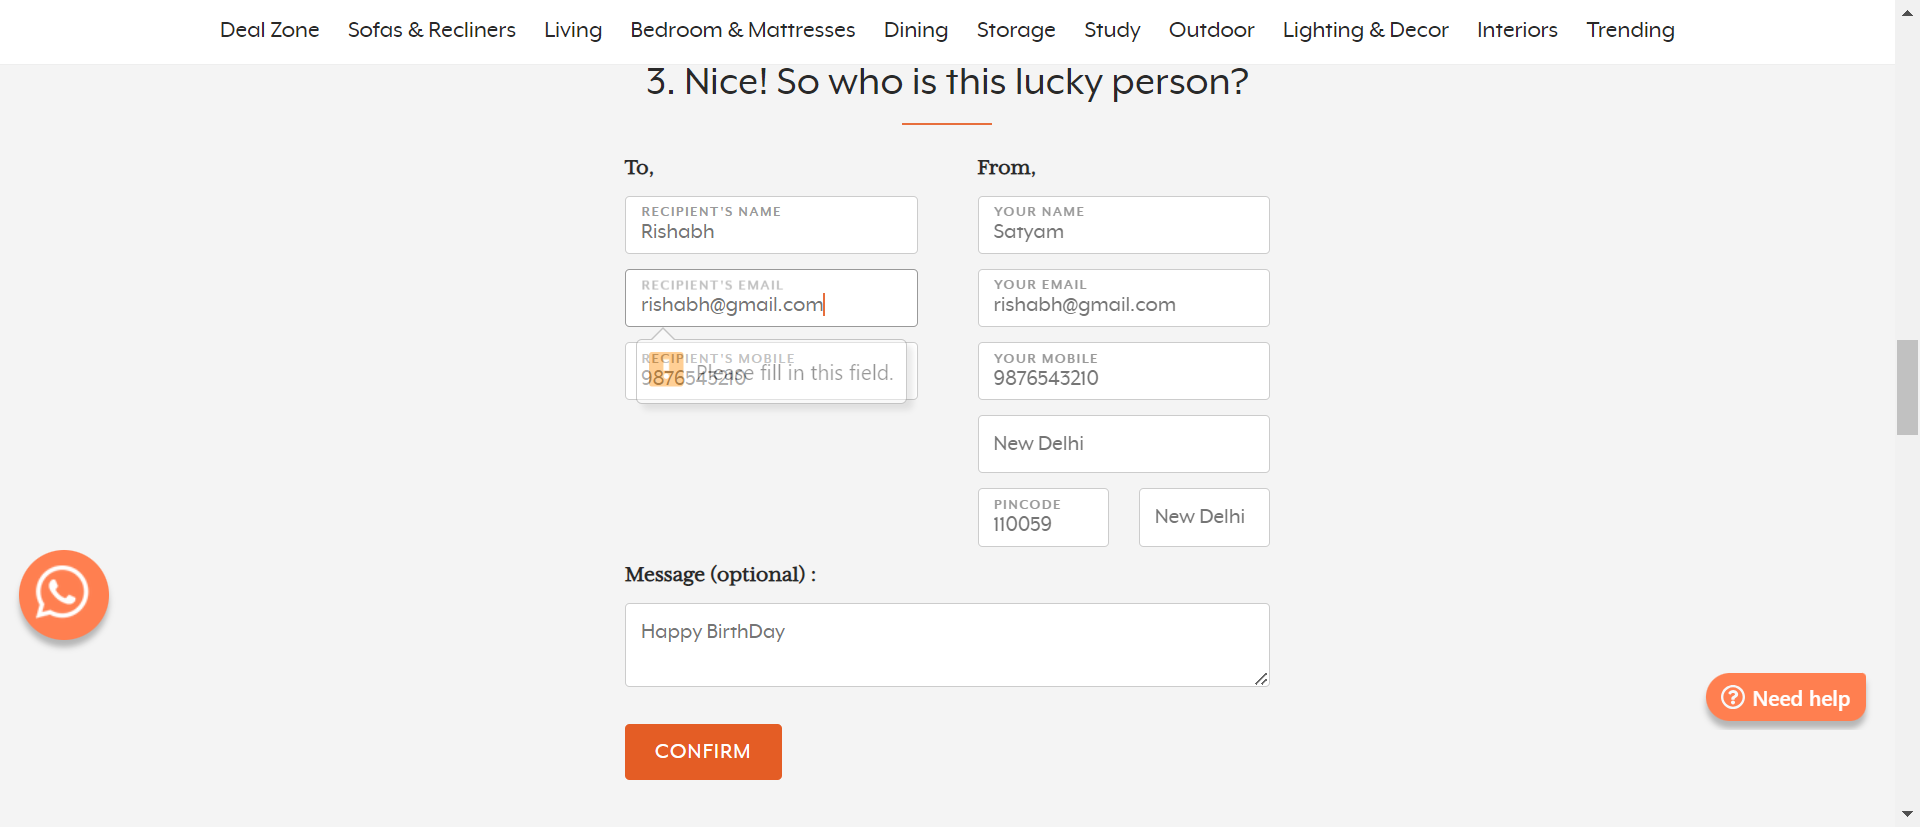 Deal Zone Sofas & Recliners Living Bedroom & Mattresses Dining Storage Study Outdoor Lighting & Decor Interiors Trending
3. Nice! So who is this lucky person?
To,
RECIPIENT'S NAME
Rishabh
RECIPIENT'S EMAIL
rishabh@gmail.com
RECIPIENT'S MOBILE
9876543210
Please fill in this field.
From,
YOUR NAME
Satyam
YOUR EMAIL
rishabh@gmail.com
YOUR MOBILE
9876543210
New Delhi
PINCODE
110059
New Delhi
Message (optional) :
Happy BirthDay
CONFIRM
Need help